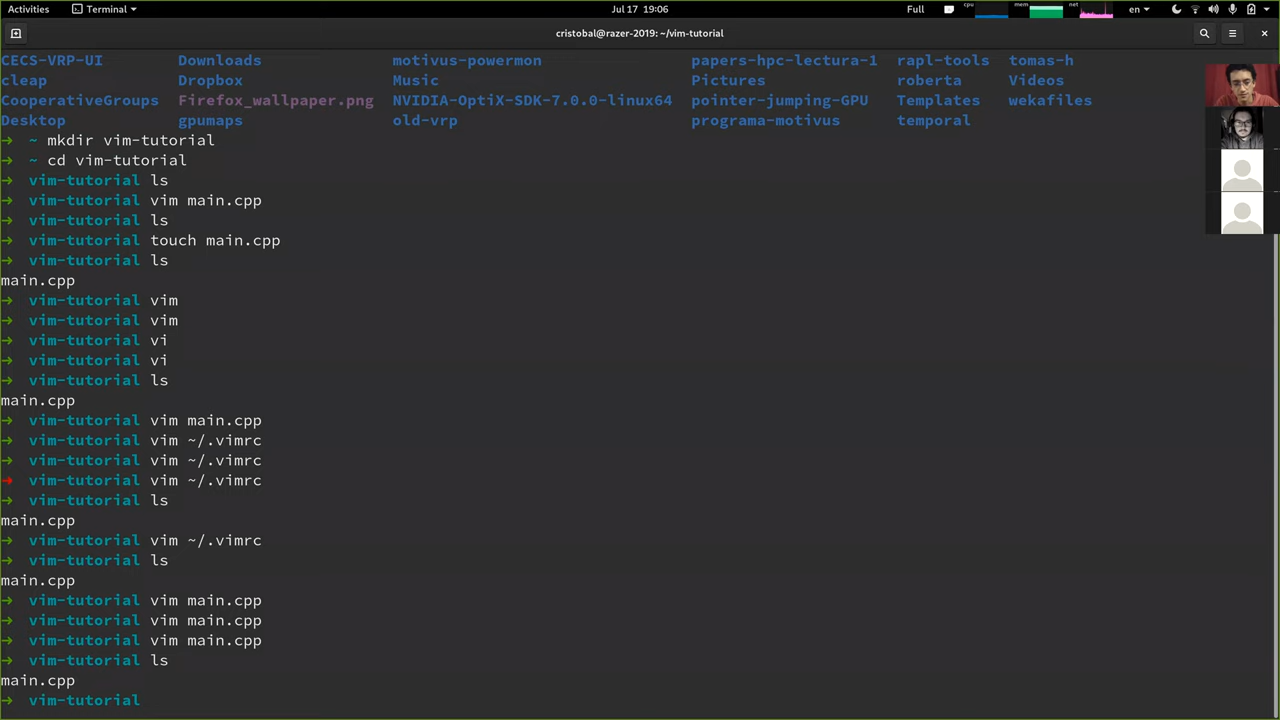 Activities Terminal Jul 17 19:06 Full cpu mem net en
cristobal@razer-2019: ~/vim-tutorial
CECS-VRP-UI Downloads motivus-powermon papers-hpc-lectura-1 rapl-tools tomas-h
cleap Dropbox Music Pictures roberta Videos
CooperativeGroups Firefox_wallpaper.png NVIDIA-OptiX-SDK-7.0.0-linux64 pointer-jumping-GPU Templates wekafiles
Desktop gpumaps old-vrp programa-motivus temporal
→ ~ mkdir vim-tutorial
→ ~ cd vim-tutorial
→ vim-tutorial ls
→ vim-tutorial vim main.cpp
→ vim-tutorial ls
→ vim-tutorial touch main.cpp
→ vim-tutorial ls
main.cpp
→ vim-tutorial vim
→ vim-tutorial vim
→ vim-tutorial vi
→ vim-tutorial vi
→ vim-tutorial ls
main.cpp
→ vim-tutorial vim main.cpp
→ vim-tutorial vim ~/.vimrc
→ vim-tutorial vim ~/.vimrc
→ vim-tutorial vim ~/.vimrc
→ vim-tutorial ls
main.cpp
→ vim-tutorial vim ~/.vimrc
→ vim-tutorial ls
main.cpp
→ vim-tutorial vim main.cpp
→ vim-tutorial vim main.cpp
→ vim-tutorial vim main.cpp
→ vim-tutorial ls
main.cpp
→ vim-tutorial